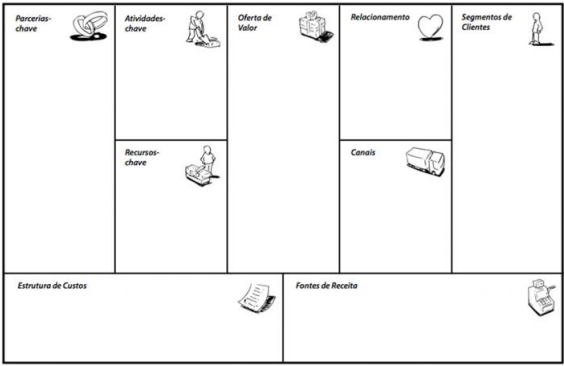 Parcerias-
chave
Atividades-
chave
Oferta de
Valor
Relacionamento
Segmentos de
Clientes
Recursos-
chave
Canais
Estrutura de Custos
Fontes de Receita